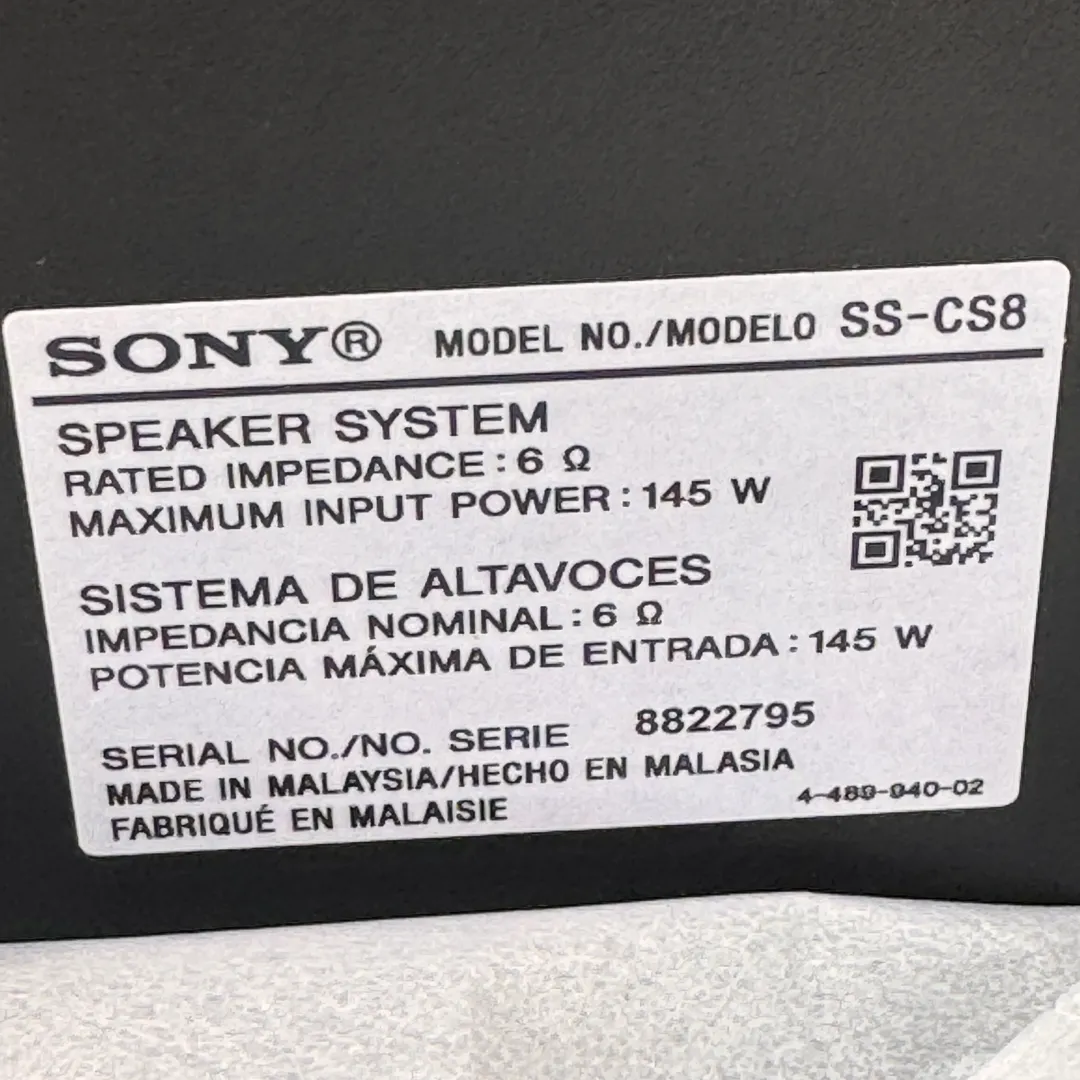 SONY® MODEL NO./MODELO SS-CS8
SPEAKER SYSTEM
RATED IMPEDANCE : 6 Ω
MAXIMUM INPUT POWER : 145 W
SISTEMA DE ALTAVOCES
IMPEDANCIA NOMINAL : 6 Ω
POTENCIA MÁXIMA DE ENTRADA : 145 W
SERIAL NO./NO. SERIE 8822795
MADE IN MALAYSIA/HECHO EN MALASIA
FABRIQUÉ EN MALAISIE
4-489-940-02